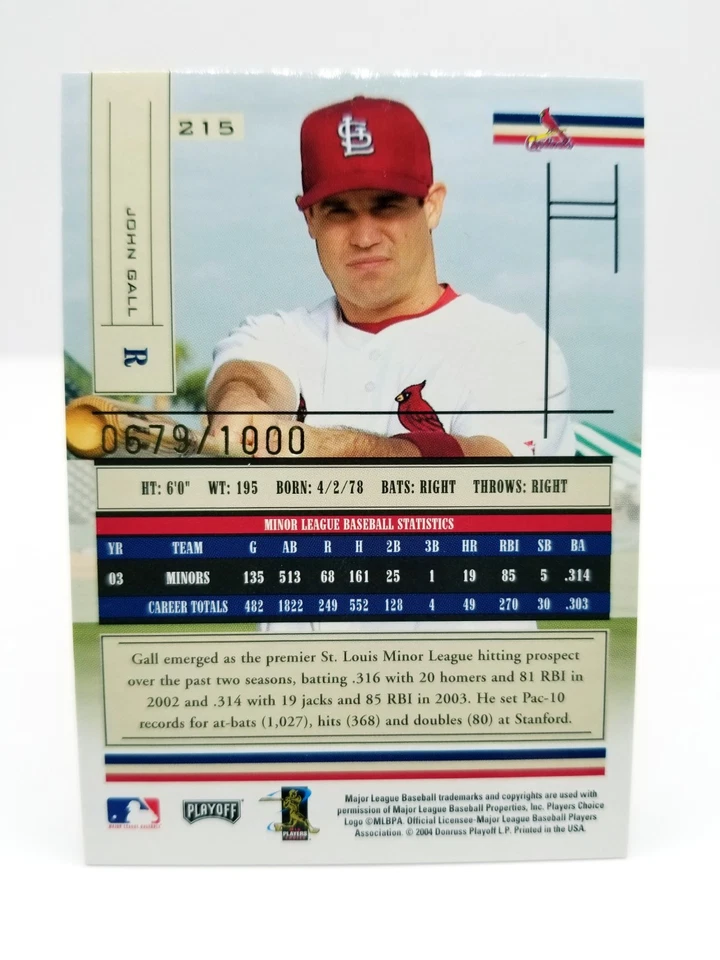 215
STL
Cardinals
JOHN GALL
R
0679/1000
HT: 6'0" WT: 195 BORN: 4/2/78 BATS: RIGHT THROWS: RIGHT
MINOR LEAGUE BASEBALL STATISTICS
YR TEAM G AB R H 2B 3B HR RBI SB BA
03 MINORS 135 513 68 161 25 1 19 85 5 .314
CAREER TOTALS 482 1822 249 552 128 4 49 270 30 .303
Gall emerged as the premier St. Louis Minor League hitting prospect
over the past two seasons, batting .316 with 20 homers and 81 RBI in
2002 and .314 with 19 jacks and 85 RBI in 2003. He set Pac-10
records for at-bats (1,027), hits (368) and doubles (80) at Stanford.
MAJOR LEAGUE BASEBALL
PLAYOFF
PLAYERS
CHOICE
Major League Baseball trademarks and copyrights are used with
permission of Major League Baseball Properties, Inc. Players Choice
Logo ©MLBPA. Official Licensee-Major League Baseball Players
Association. © 2004 Donruss Playoff L.P. Printed in the USA.